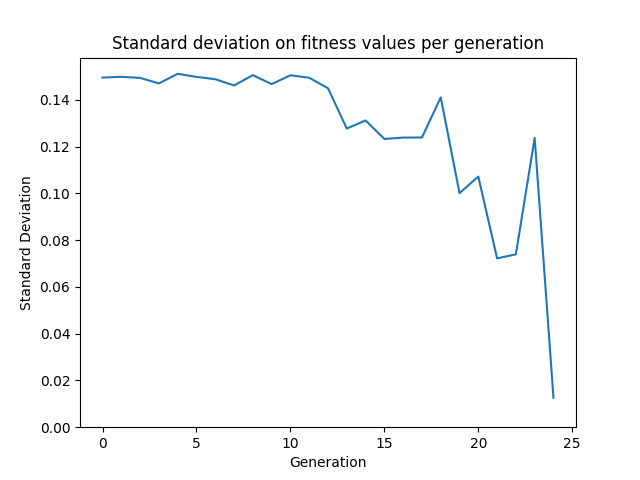 Standard deviation on fitness values per generation
Standard Deviation
0.14
0.12
0.10
0.08
0.06
0.04
0.02
0.00
0 5 10 15 20 25
Generation